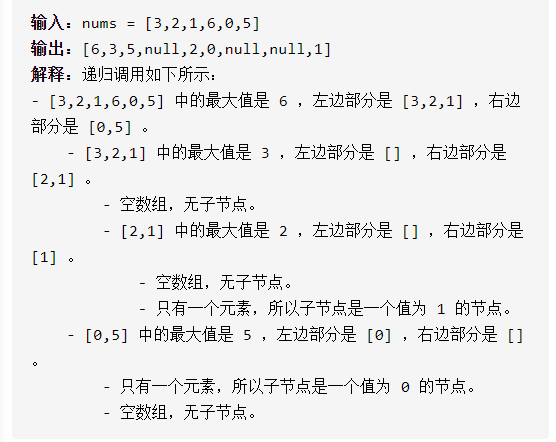 输入：nums = [3,2,1,6,0,5]
输出：[6,3,5,null,2,0,null,null,1]
解释：递归调用如下所示：
- [3,2,1,6,0,5] 中的最大值是 6 ，左边部分是 [3,2,1] ，右边
部分是 [0,5] 。
- [3,2,1] 中的最大值是 3 ，左边部分是 [] ，右边部分是
[2,1] 。
- 空数组，无子节点。
- [2,1] 中的最大值是 2 ，左边部分是 [] ，右边部分是
[1] 。
- 空数组，无子节点。
- 只有一个元素，所以子节点是一个值为 1 的节点。
- [0,5] 中的最大值是 5 ，左边部分是 [0] ，右边部分是 []
。
- 只有一个元素，所以子节点是一个值为 0 的节点。
- 空数组，无子节点。